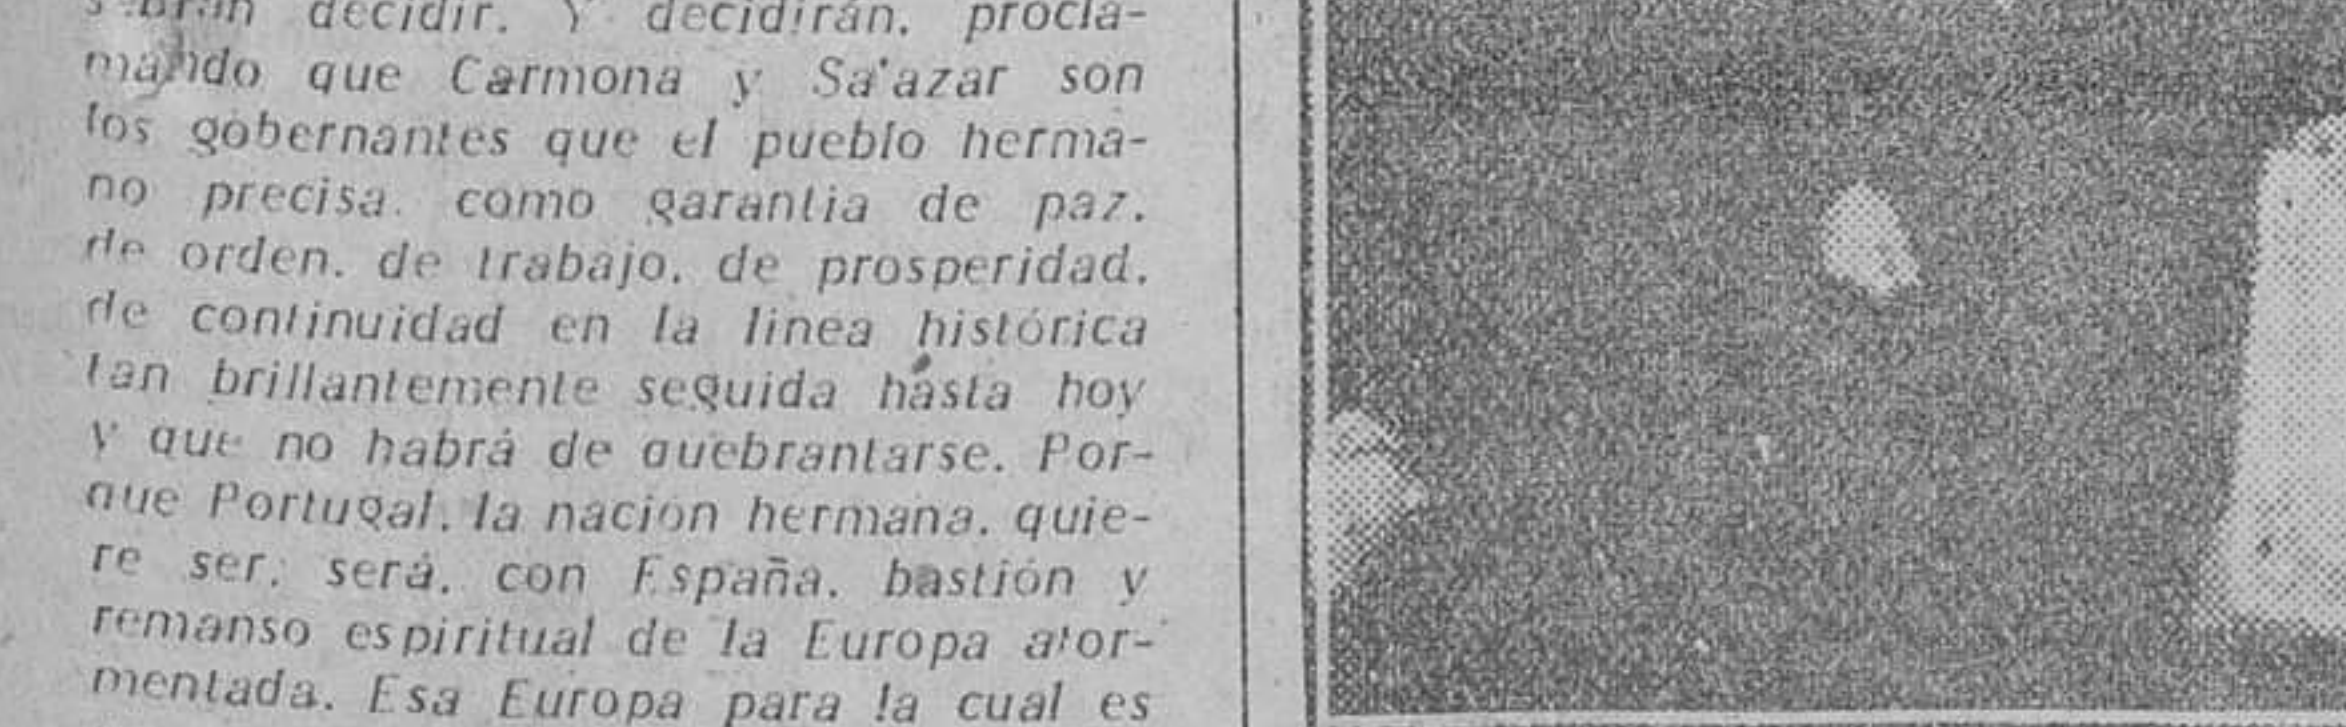 sabrán decidir. Y decidirán, procla-
mando que Carmona y Sa'azar son
los gobernantes que el pueblo herma-
no precisa, como garantia de paz,
de orden, de trabajo, de prosperidad,
de continuidad en la linea histórica
tan brillantemente seguida hasta hoy
y que no habrá de quebrantarse. Por-
que Portugal, la nación hermana, quie-
re ser, será, con España, bastión y
remanso espiritual de la Europa ator-
mentada. Esa Europa para la cual es